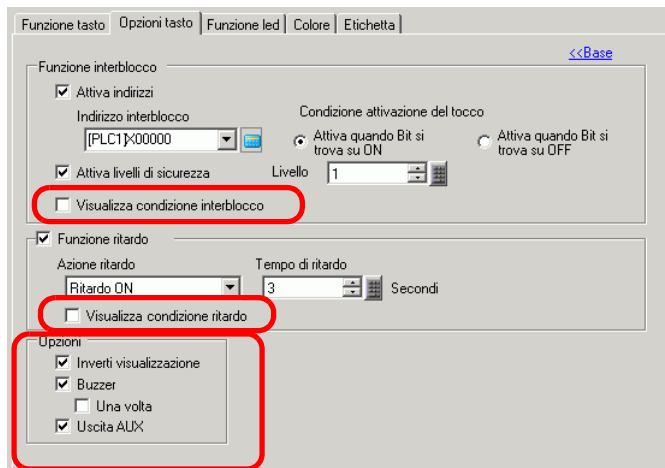 Funzione tasto Opzioni tasto Funzione led Colore Etichetta
<<Base
Funzione interblocco
Attiva indirizzi
Indirizzo interblocco
Condizione attivazione del tocco
[PLC1]X00000
Attiva quando Bit si
trova su ON
Attiva quando Bit si
trova su OFF
Attiva livelli di sicurezza Livello 1
Visualizza condizione interblocco
Funzione ritardo
Azione ritardo Tempo di ritardo
Ritardo ON 3 Secondi
Visualizza condizione ritardo
Opzioni
Inverti visualizzazione
Buzzer
Una volta
Uscita AUX